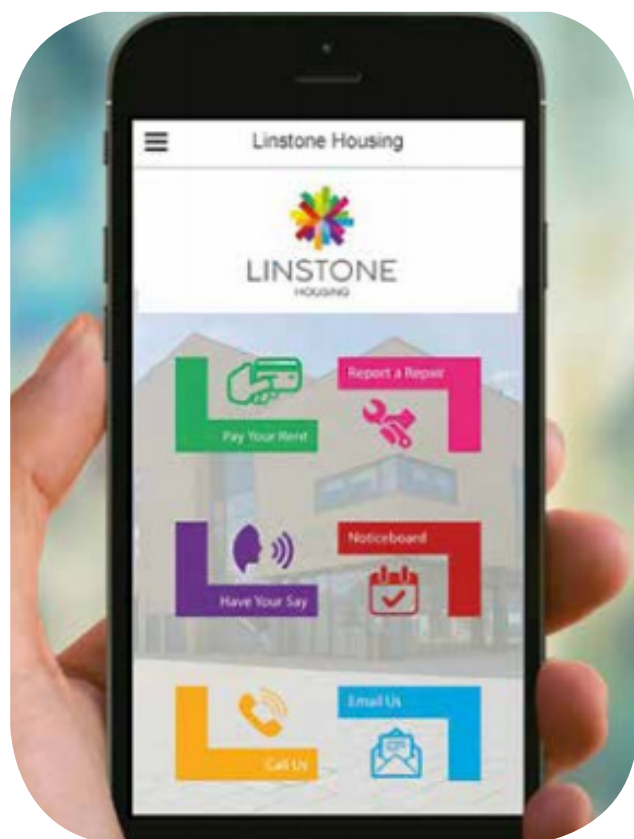 Linstone Housing
LINSTONE
HOUSING
Pay Your Rent
Report a Repair
Have Your Say
Noticeboard
Call Us
Email Us